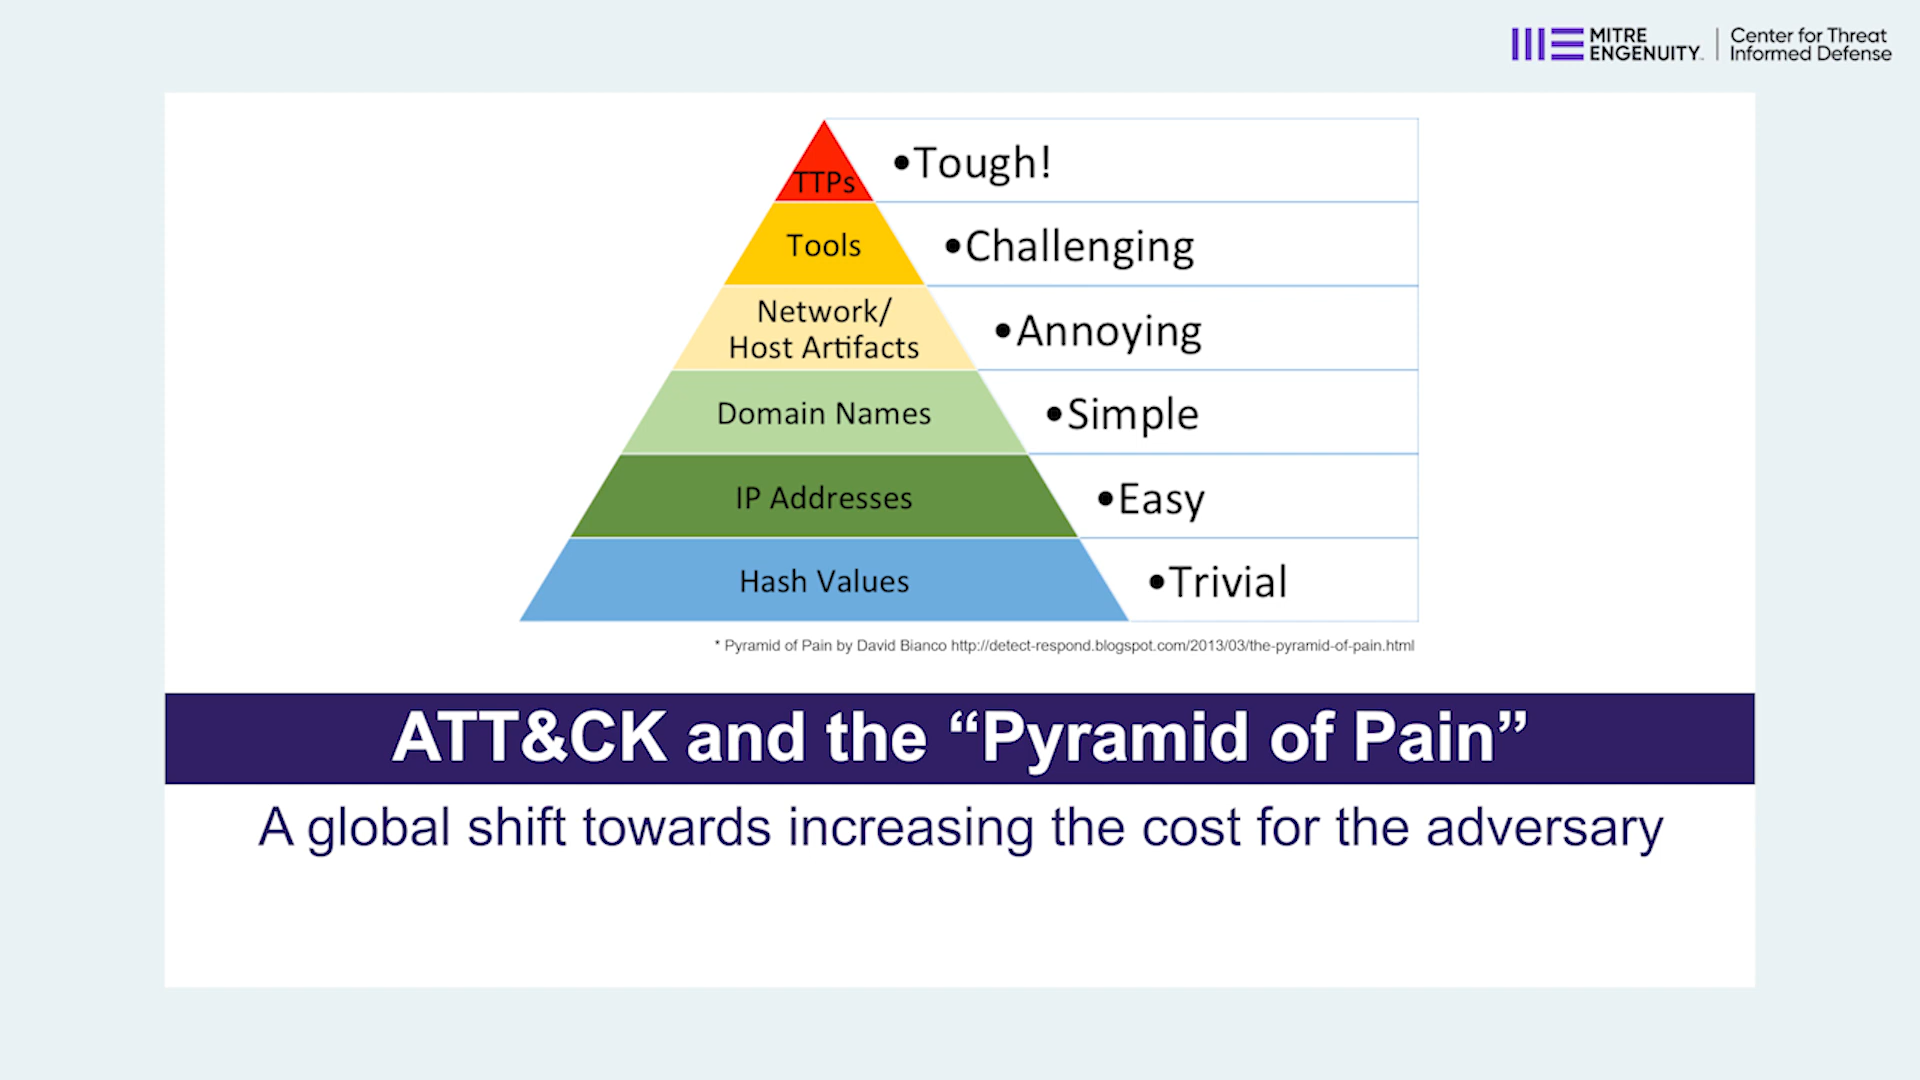 MITRE
ENGENUITY
Center for Threat
Informed Defense
TTPs
•Tough!
Tools
•Challenging
Network/
Host Artifacts
•Annoying
Domain Names
•Simple
IP Addresses
•Easy
Hash Values
•Trivial
* Pyramid of Pain by David Bianco http://detect-respond.blogspot.com/2013/03/the-pyramid-of-pain.html
ATT&CK and the “Pyramid of Pain”
A global shift towards increasing the cost for the adversary